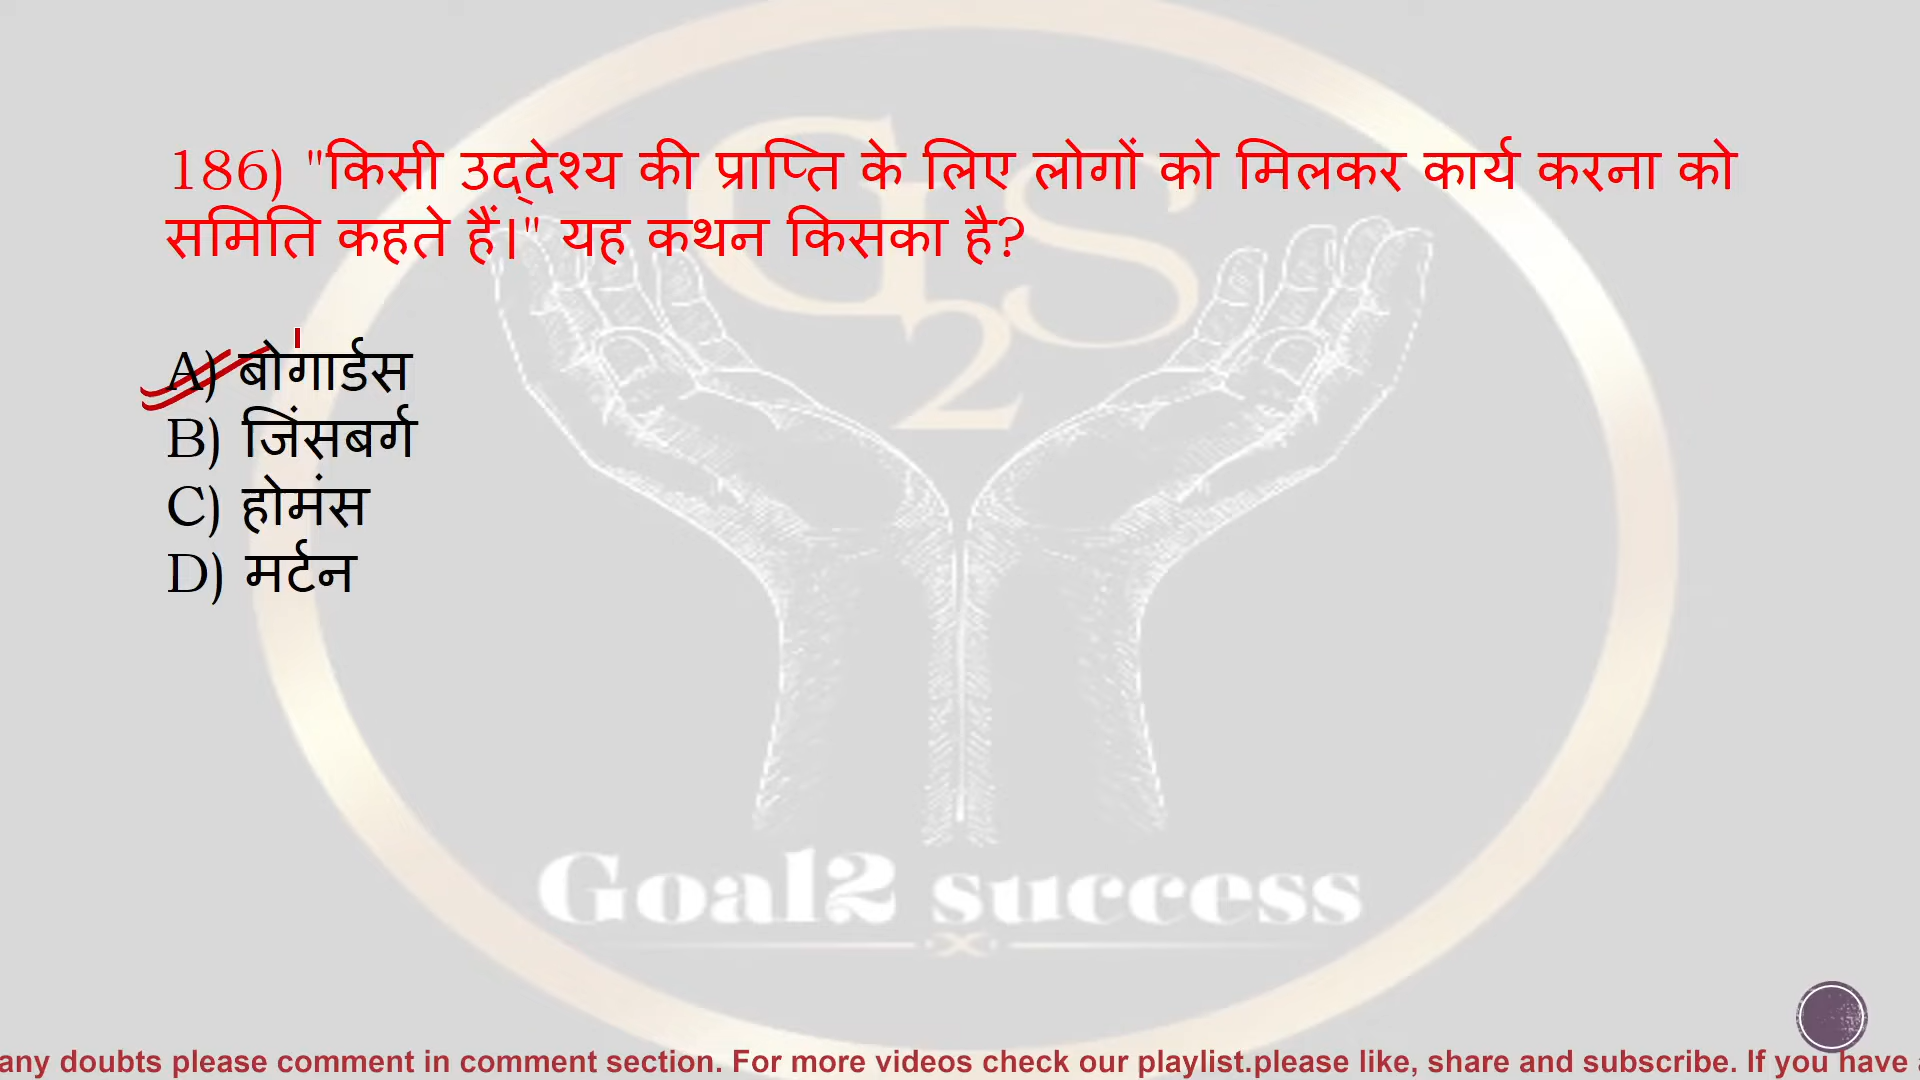 186) "किसी उद्देश्य की प्राप्ति के लिए लोगों को मिलकर कार्य करना को
समिति कहते हैं।" यह कथन किसका है?
A) बोगार्डस
B) जिंसबर्ग
C) होमंस
D) मर्टन
G2S
Goal2 success
any doubts please comment in comment section. For more videos check our playlist.please like, share and subscribe. If you have